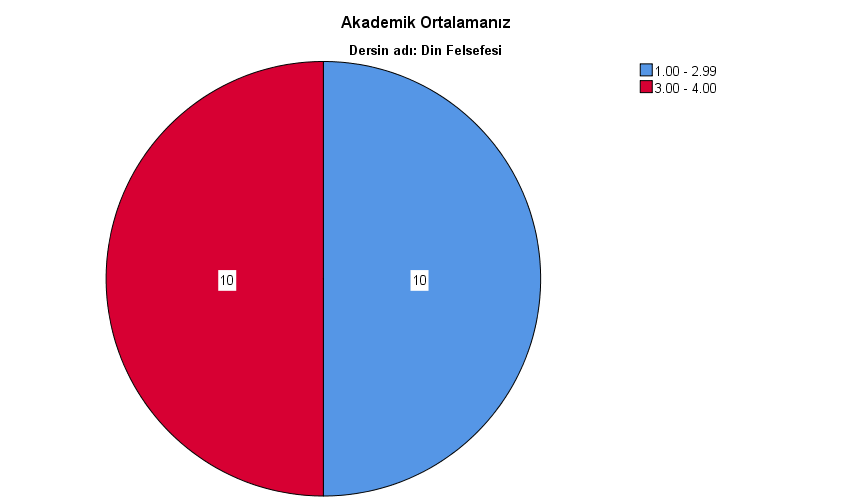 Akademik Ortalamanız
Dersin adı: Din Felsefesi
1.00 - 2.99
3.00 - 4.00
10
10